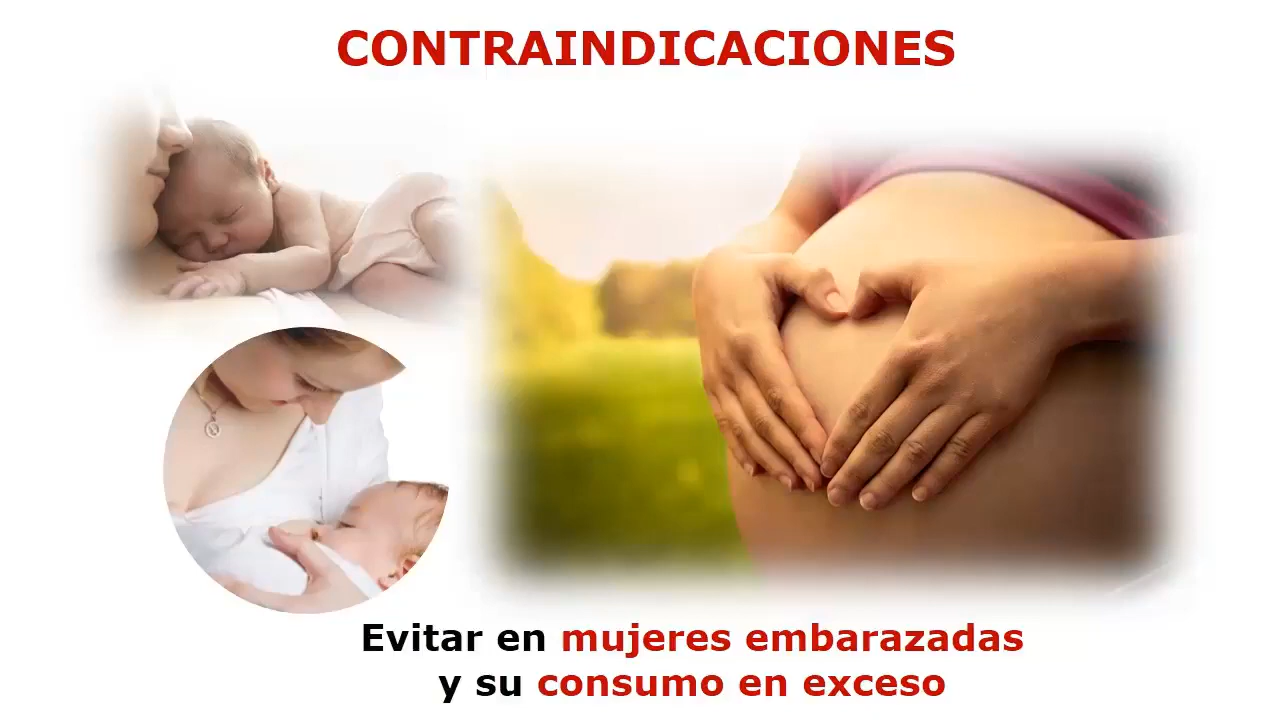 CONTRAINDICACIONES
Evitar en mujeres embarazadas
y su consumo en exceso